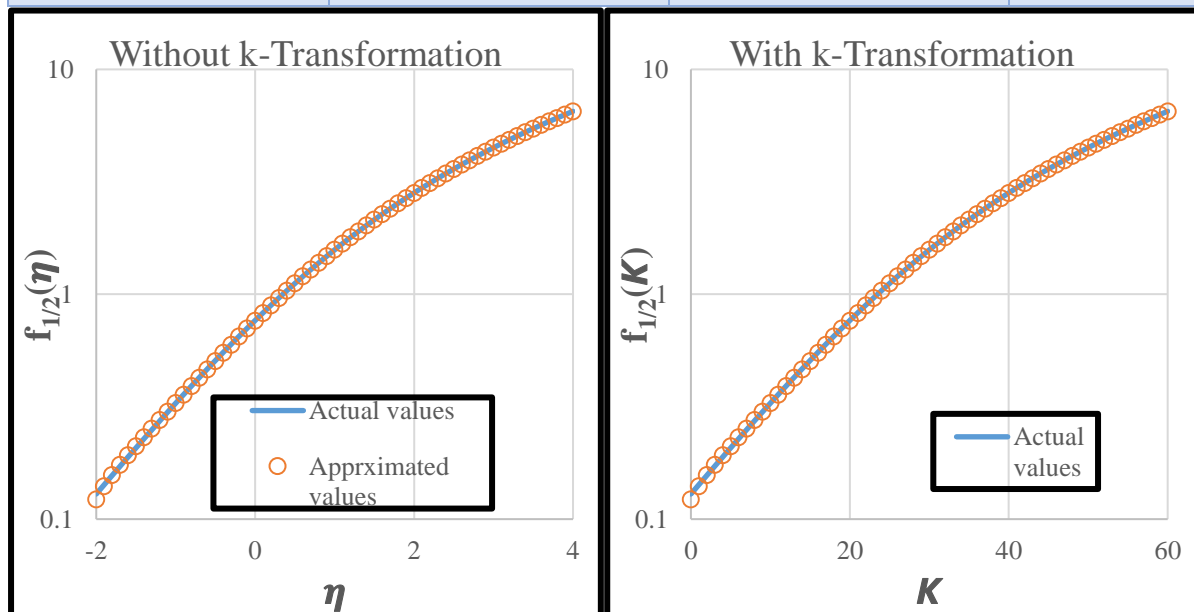 Without k-Transformation
10
1
0.1
f1/2(η)
Actual values
Apprximated
values
-2
0
2
4
η
With k-Transformation
10
1
0.1
f1/2(K)
Actual
values
0
20
40
60
K